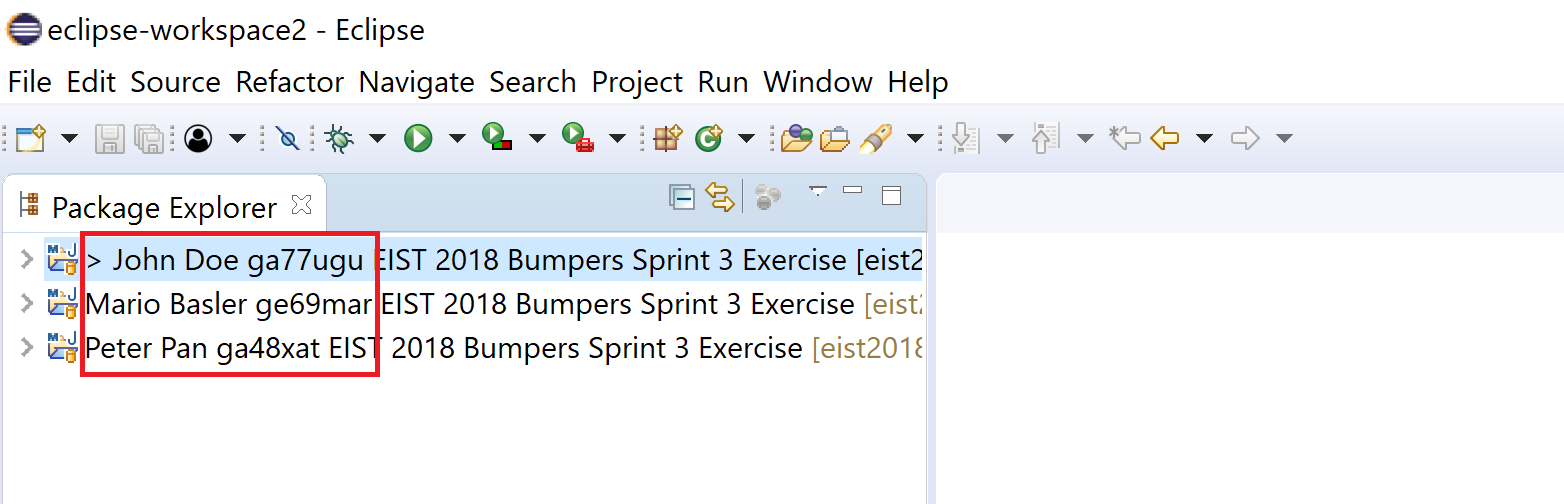 eclipse-workspace2 - Eclipse
File Edit Source Refactor Navigate Search Project Run Window Help
Package Explorer
> John Doe ga77ugu EIST 2018 Bumpers Sprint 3 Exercise [eist2
Mario Basler ge69mar EIST 2018 Bumpers Sprint 3 Exercise [eist2
Peter Pan ga48xat EIST 2018 Bumpers Sprint 3 Exercise [eist2018